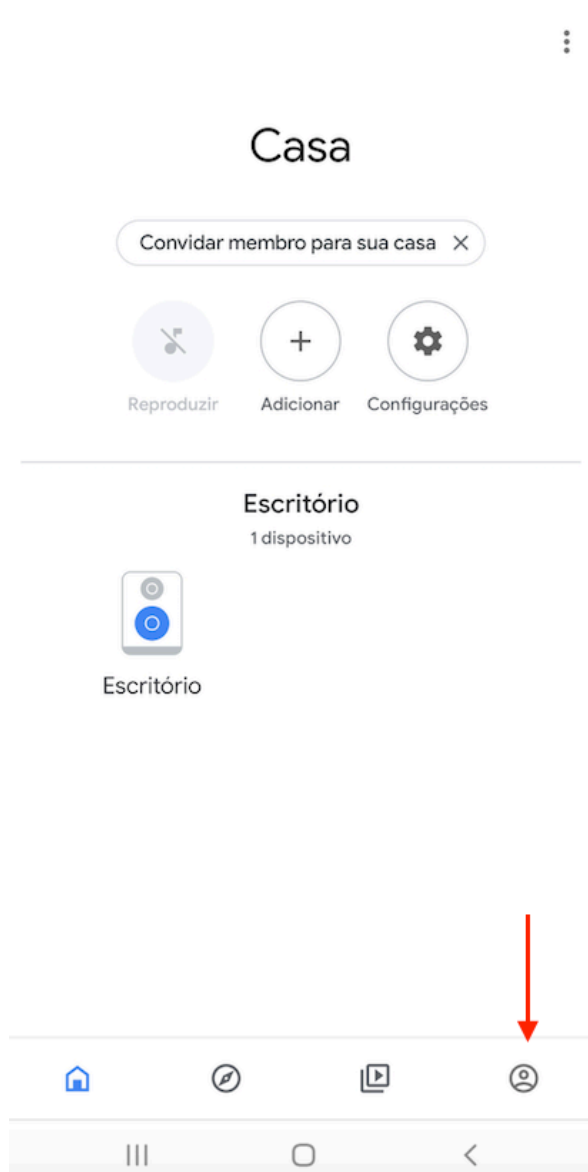 Casa
Convidar membro para sua casa
Reproduzir
Adicionar
Configurações
Escritório
1 dispositivo
Escritório